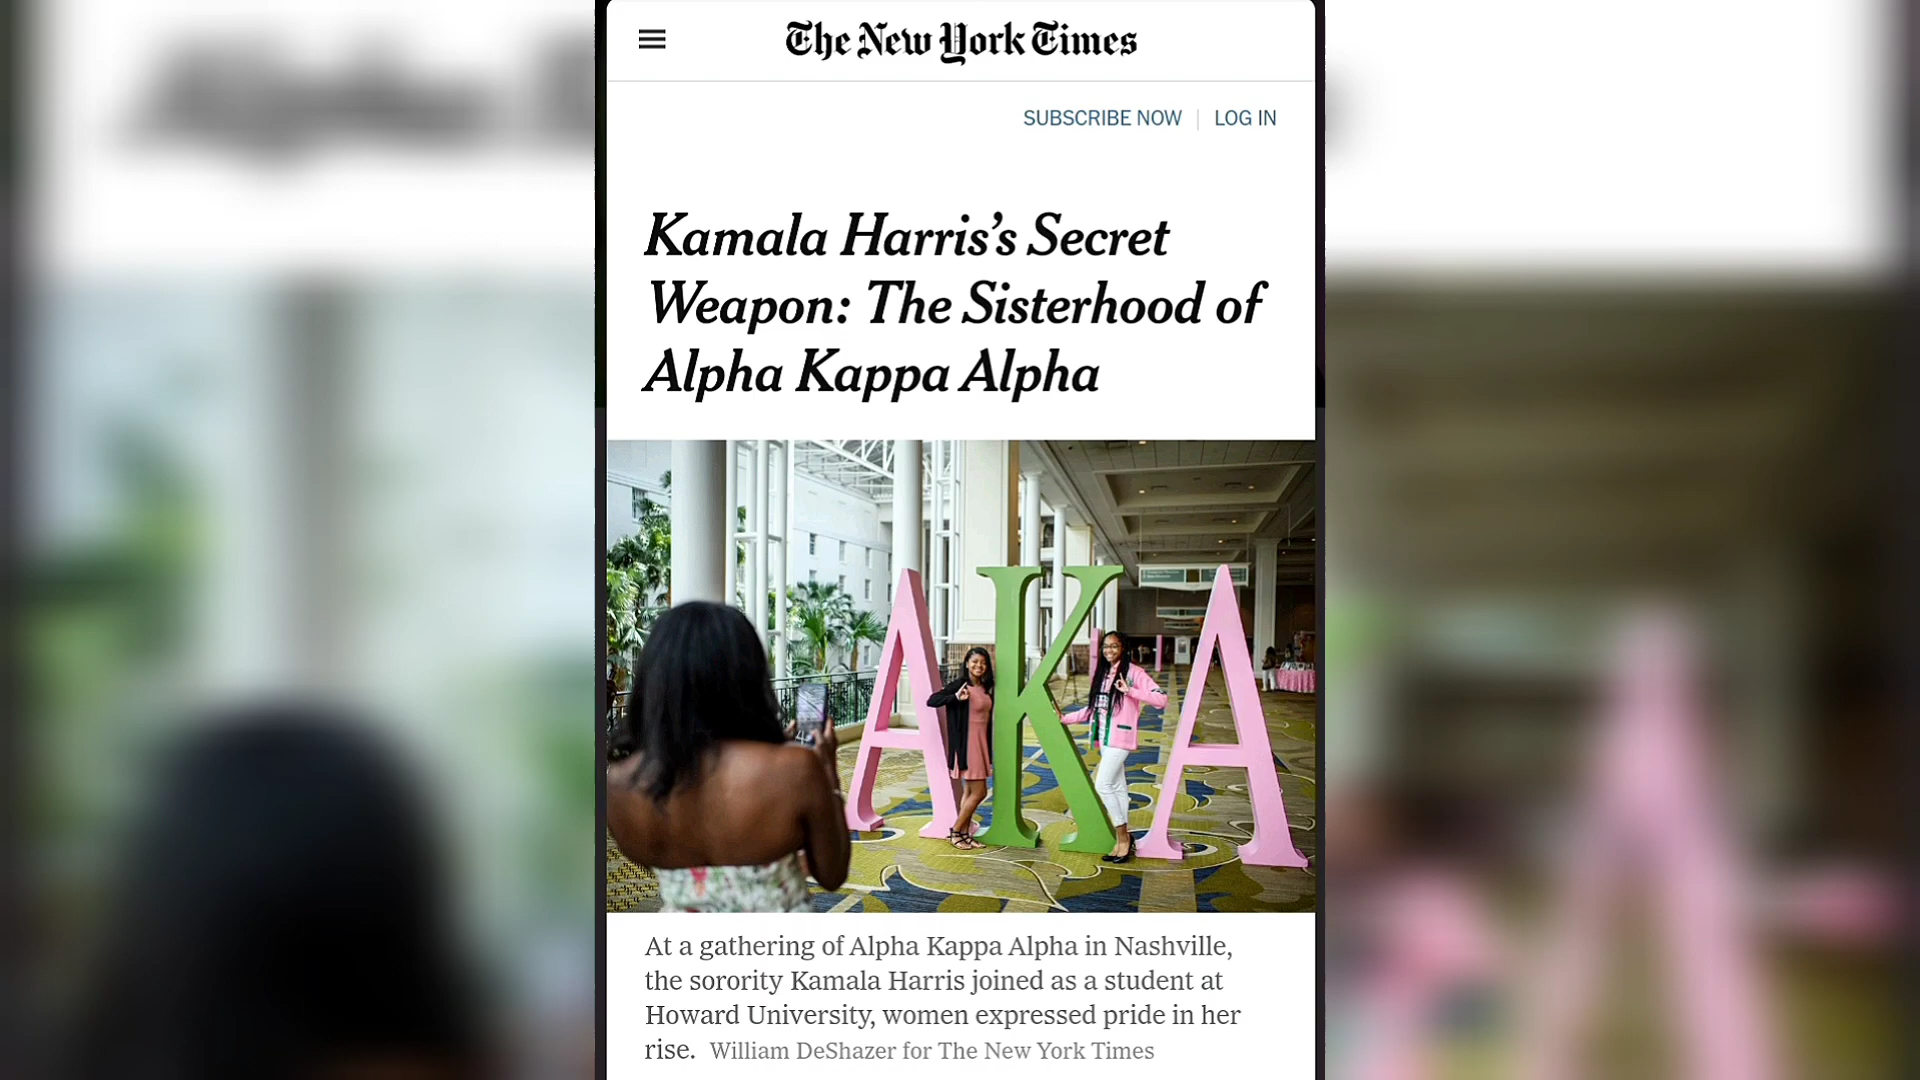 The New York Times
SUBSCRIBE NOW | LOG IN
Kamala Harris’s Secret
Weapon: The Sisterhood of
Alpha Kappa Alpha
AKA
At a gathering of Alpha Kappa Alpha in Nashville,
the sorority Kamala Harris joined as a student at
Howard University, women expressed pride in her
rise. William DeShazer for The New York Times